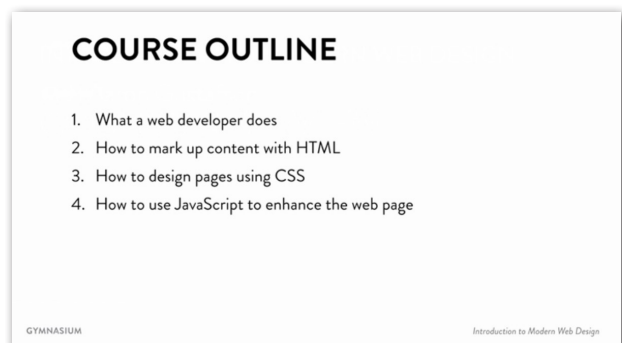 COURSE OUTLINE
1. What a web developer does
2. How to mark up content with HTML
3. How to design pages using CSS
4. How to use JavaScript to enhance the web page
GYMNASIUM
Introduction to Modern Web Design